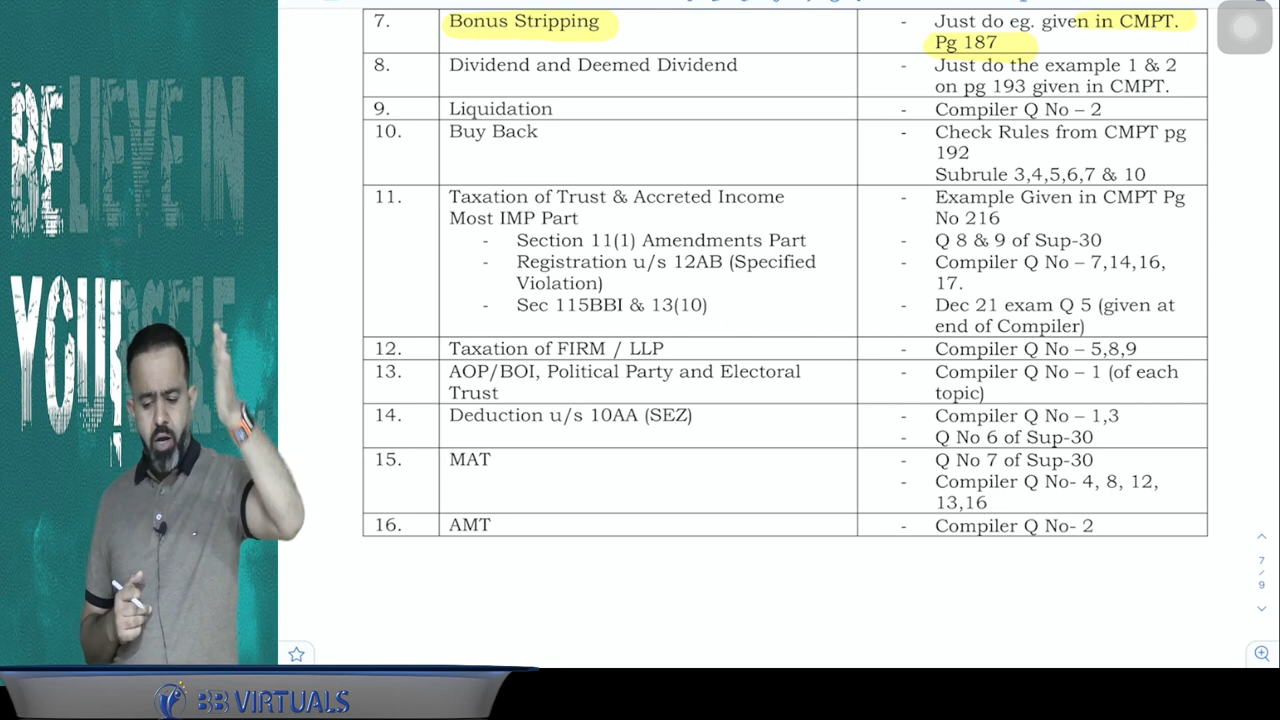 BELIEVE IN
YOURSELF
7. Bonus Stripping - Just do eg. given in CMPT.
Pg 187
8. Dividend and Deemed Dividend - Just do the example 1 & 2
on pg 193 given in CMPT.
9. Liquidation - Compiler Q No – 2
10. Buy Back - Check Rules from CMPT pg
192
Subrule 3,4,5,6,7 & 10
11. Taxation of Trust & Accreted Income - Example Given in CMPT Pg
Most IMP Part No 216
- Section 11(1) Amendments Part - Q 8 & 9 of Sup-30
- Registration u/s 12AB (Specified - Compiler Q No – 7,14,16,
Violation) 17.
- Sec 115BBI & 13(10) - Dec 21 exam Q 5 (given at
end of Compiler)
12. Taxation of FIRM / LLP - Compiler Q No – 5,8,9
13. AOP/BOI, Political Party and Electoral - Compiler Q No – 1 (of each
Trust topic)
14. Deduction u/s 10AA (SEZ) - Compiler Q No – 1,3
- Q No 6 of Sup-30
15. MAT - Q No 7 of Sup-30
- Compiler Q No- 4, 8, 12,
13,16
16. AMT - Compiler Q No- 2
7
/
9
BB VIRTUALS